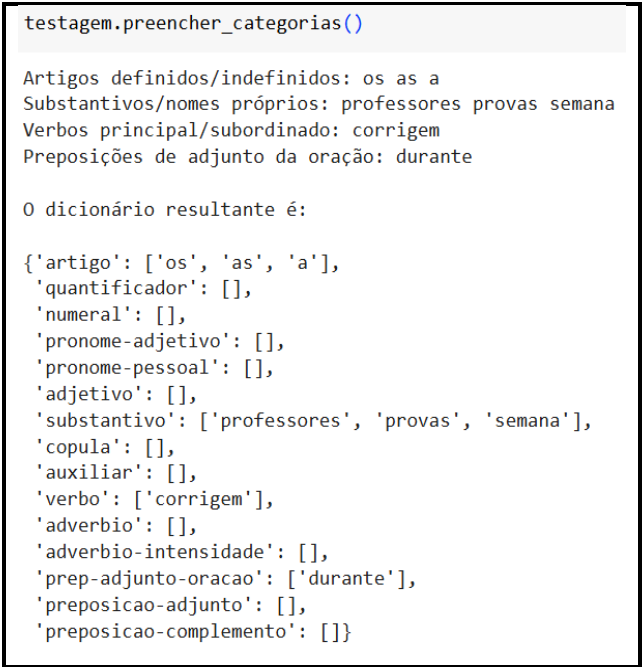 testagem.preencher_categorias()
Artigos definidos/indefinidos: os as a
Substantivos/nomes próprios: professores provas semana
Verbos principal/subordinado: corrigem
Preposições de adjunto da oração: durante
O dicionário resultante é:
{'artigo': ['os', 'as', 'a'],
 'quantificador': [],
 'numeral': [],
 'pronome-adjetivo': [],
 'pronome-pessoal': [],
 'adjetivo': [],
 'substantivo': ['professores', 'provas', 'semana'],
 'copula': [],
 'auxiliar': [],
 'verbo': ['corrigem'],
 'adverbio': [],
 'adverbio-intensidade': [],
 'prep-adjunto-oracao': ['durante'],
 'preposicao-adjunto': [],
 'preposicao-complemento': []}